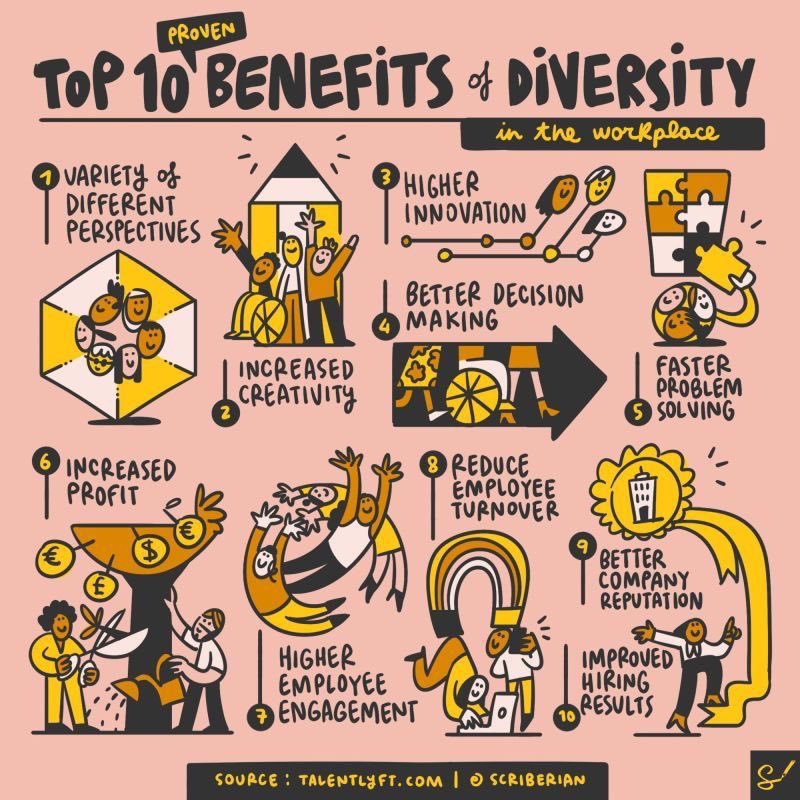 PROVEN
TOP 10 BENEFITS of DIVERSITY
in the workplace
1 VARIETY of
DIFFERENT
PERSPECTIVES
2 INCREASED
CREATIVITY
3 HIGHER
INNOVATION
4 BETTER DECISION
MAKING
5 FASTER
PROBLEM
SOLVING
6 INCREASED
PROFIT
€
$
€
£
7 HIGHER
EMPLOYEE
ENGAGEMENT
8 REDUCE
EMPLOYEE
TURNOVER
9 BETTER
COMPANY
REPUTATION
10 IMPROVED
HIRING
RESULTS
SOURCE: TALENTLYFT.COM | © SCRIBERIAN
S